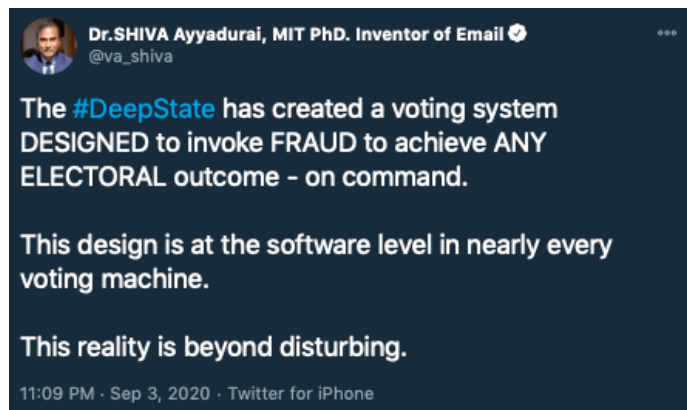 Dr.SHIVA Ayyadurai, MIT PhD. Inventor of Email
@va_shiva
The #DeepState has created a voting system
DESIGNED to invoke FRAUD to achieve ANY
ELECTORAL outcome - on command.
This design is at the software level in nearly every
voting machine.
This reality is beyond disturbing.
11:09 PM · Sep 3, 2020 · Twitter for iPhone